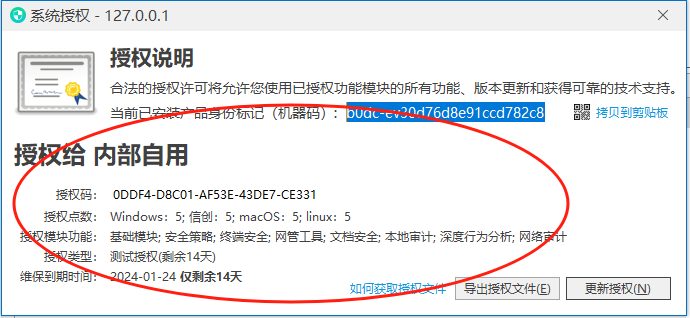 系统授权 - 127.0.0.1
授权说明
合法的授权许可将允许您使用已授权功能模块的所有功能、版本更新和获得可靠的技术支持。
当前已安装产品身份标记（机器码）： b0dc-ev30d76d8e91ccd782c8 拷贝到剪贴板
授权给 内部自用
授权码： 0DDF4-D8C01-AF53E-43DE7-CE331
授权点数： Windows：5; 信创：5; macOS：5; linux：5
授权模块功能： 基础模块; 安全策略; 终端安全; 网管工具; 文档安全; 本地审计; 深度行为分析; 网络审计
授权类型： 测试授权(剩余14天)
维保到期时间： 2024-01-24 仅剩余14天
如何获取授权文件 导出授权文件(E) 更新授权(N)